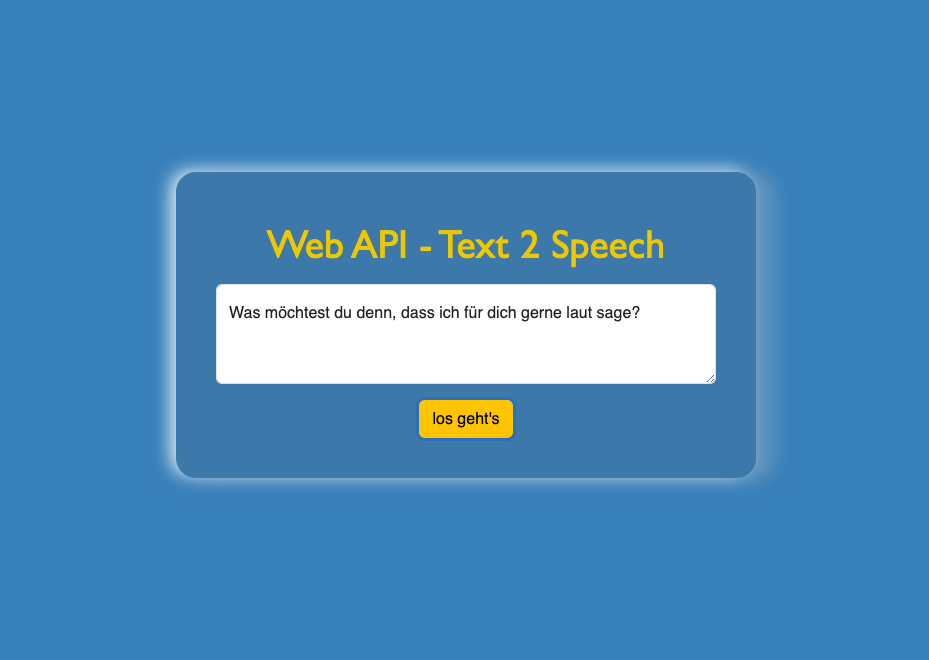 Web API - Text 2 Speech
Was möchtest du denn, dass ich für dich gerne laut sage?
los geht's